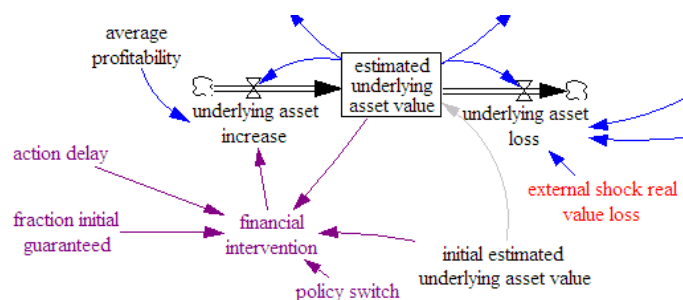 average
profitability
estimated
underlying
asset value
underlying asset
increase
underlying asset
loss
action delay
external shock real
value loss
fraction initial
guaranteed
financial
intervention
initial estimated
underlying asset value
policy switch